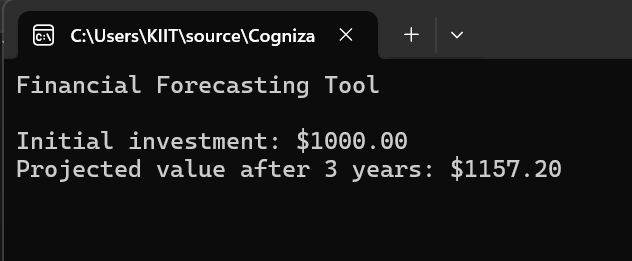 C:\Users\KIIT\source\Cogniza
Financial Forecasting Tool
Initial investment: $1000.00
Projected value after 3 years: $1157.20